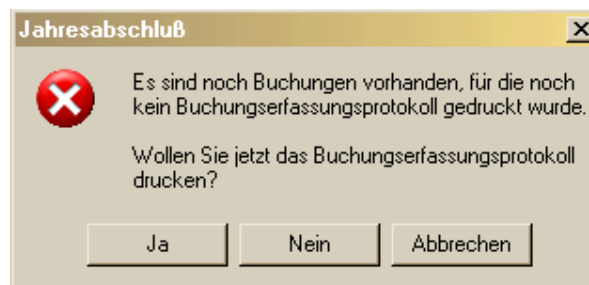 Jahresabschluß
Es sind noch Buchungen vorhanden, für die noch
kein Buchungserfassungsprotokoll gedruckt wurde.
Wollen Sie jetzt das Buchungserfassungsprotokoll
drucken?
Ja
Nein
Abbrechen